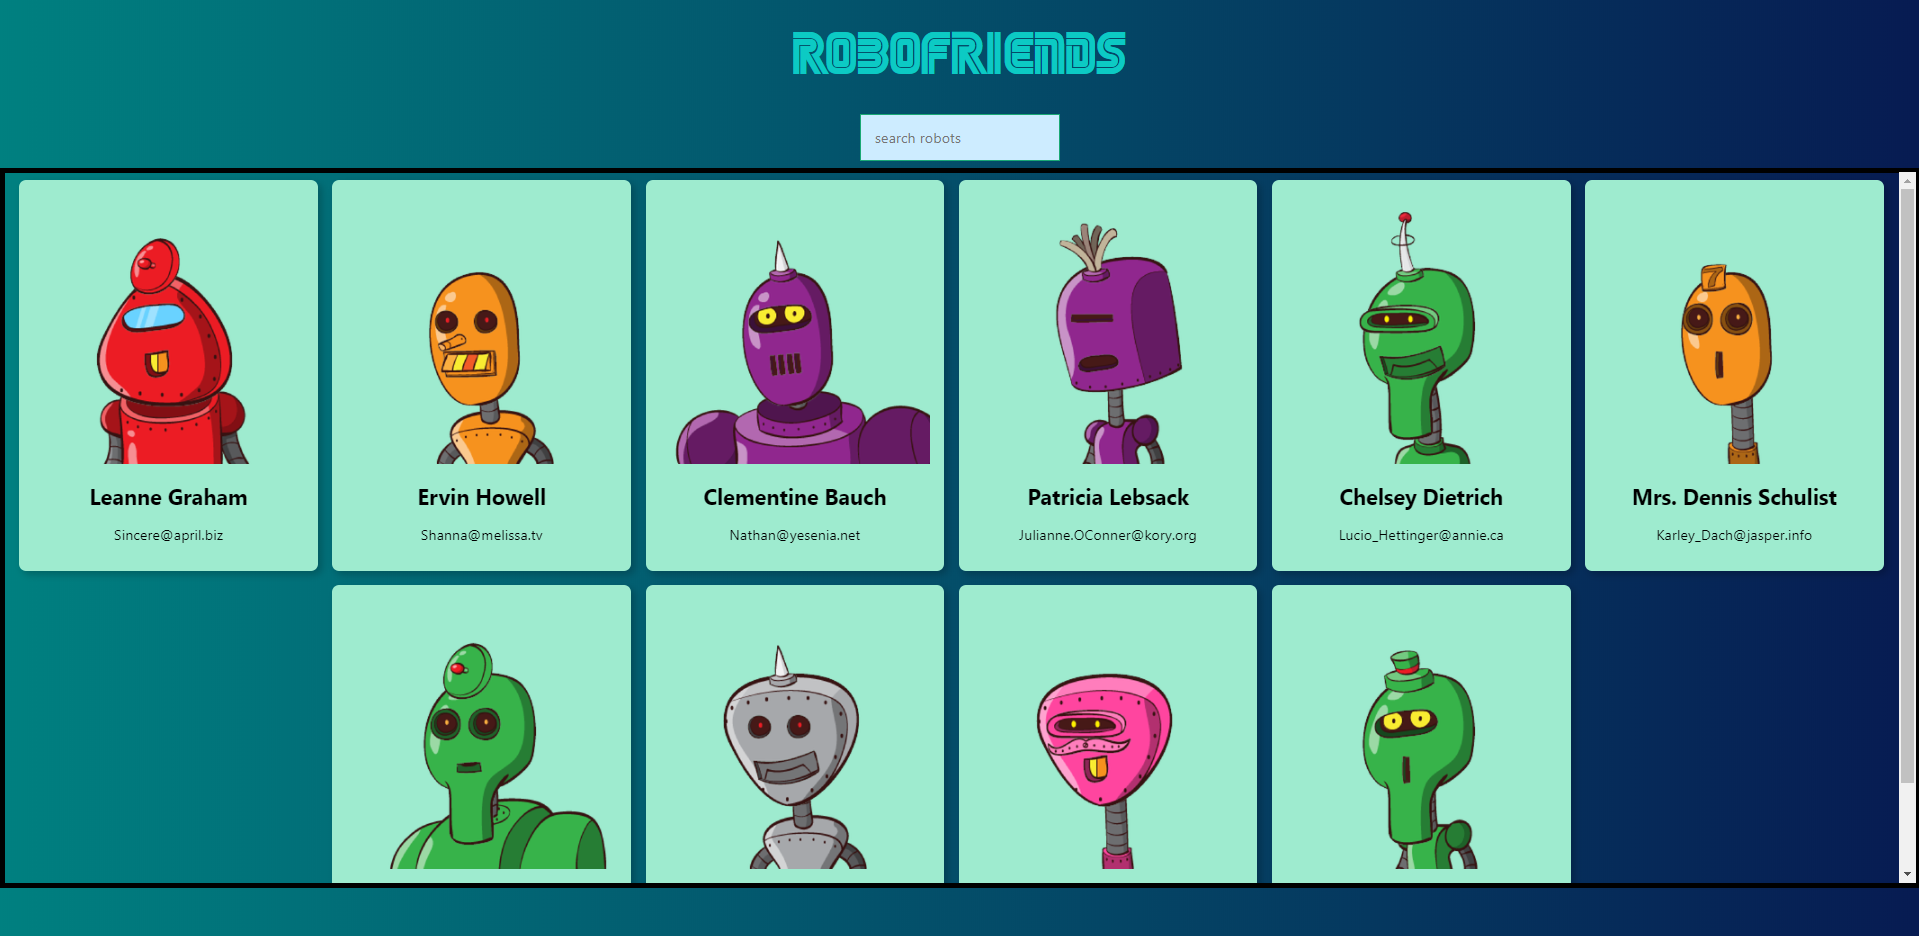 ROBOFRIENDS
search robots
7
Leanne Graham
Sincere@april.biz
Ervin Howell
Shanna@melissa.tv
Clementine Bauch
Nathan@yesenia.net
Patricia Lebsack
Julianne.OConner@kory.org
Chelsey Dietrich
Lucio_Hettinger@annie.ca
Mrs. Dennis Schulist
Karley_Dach@jasper.info